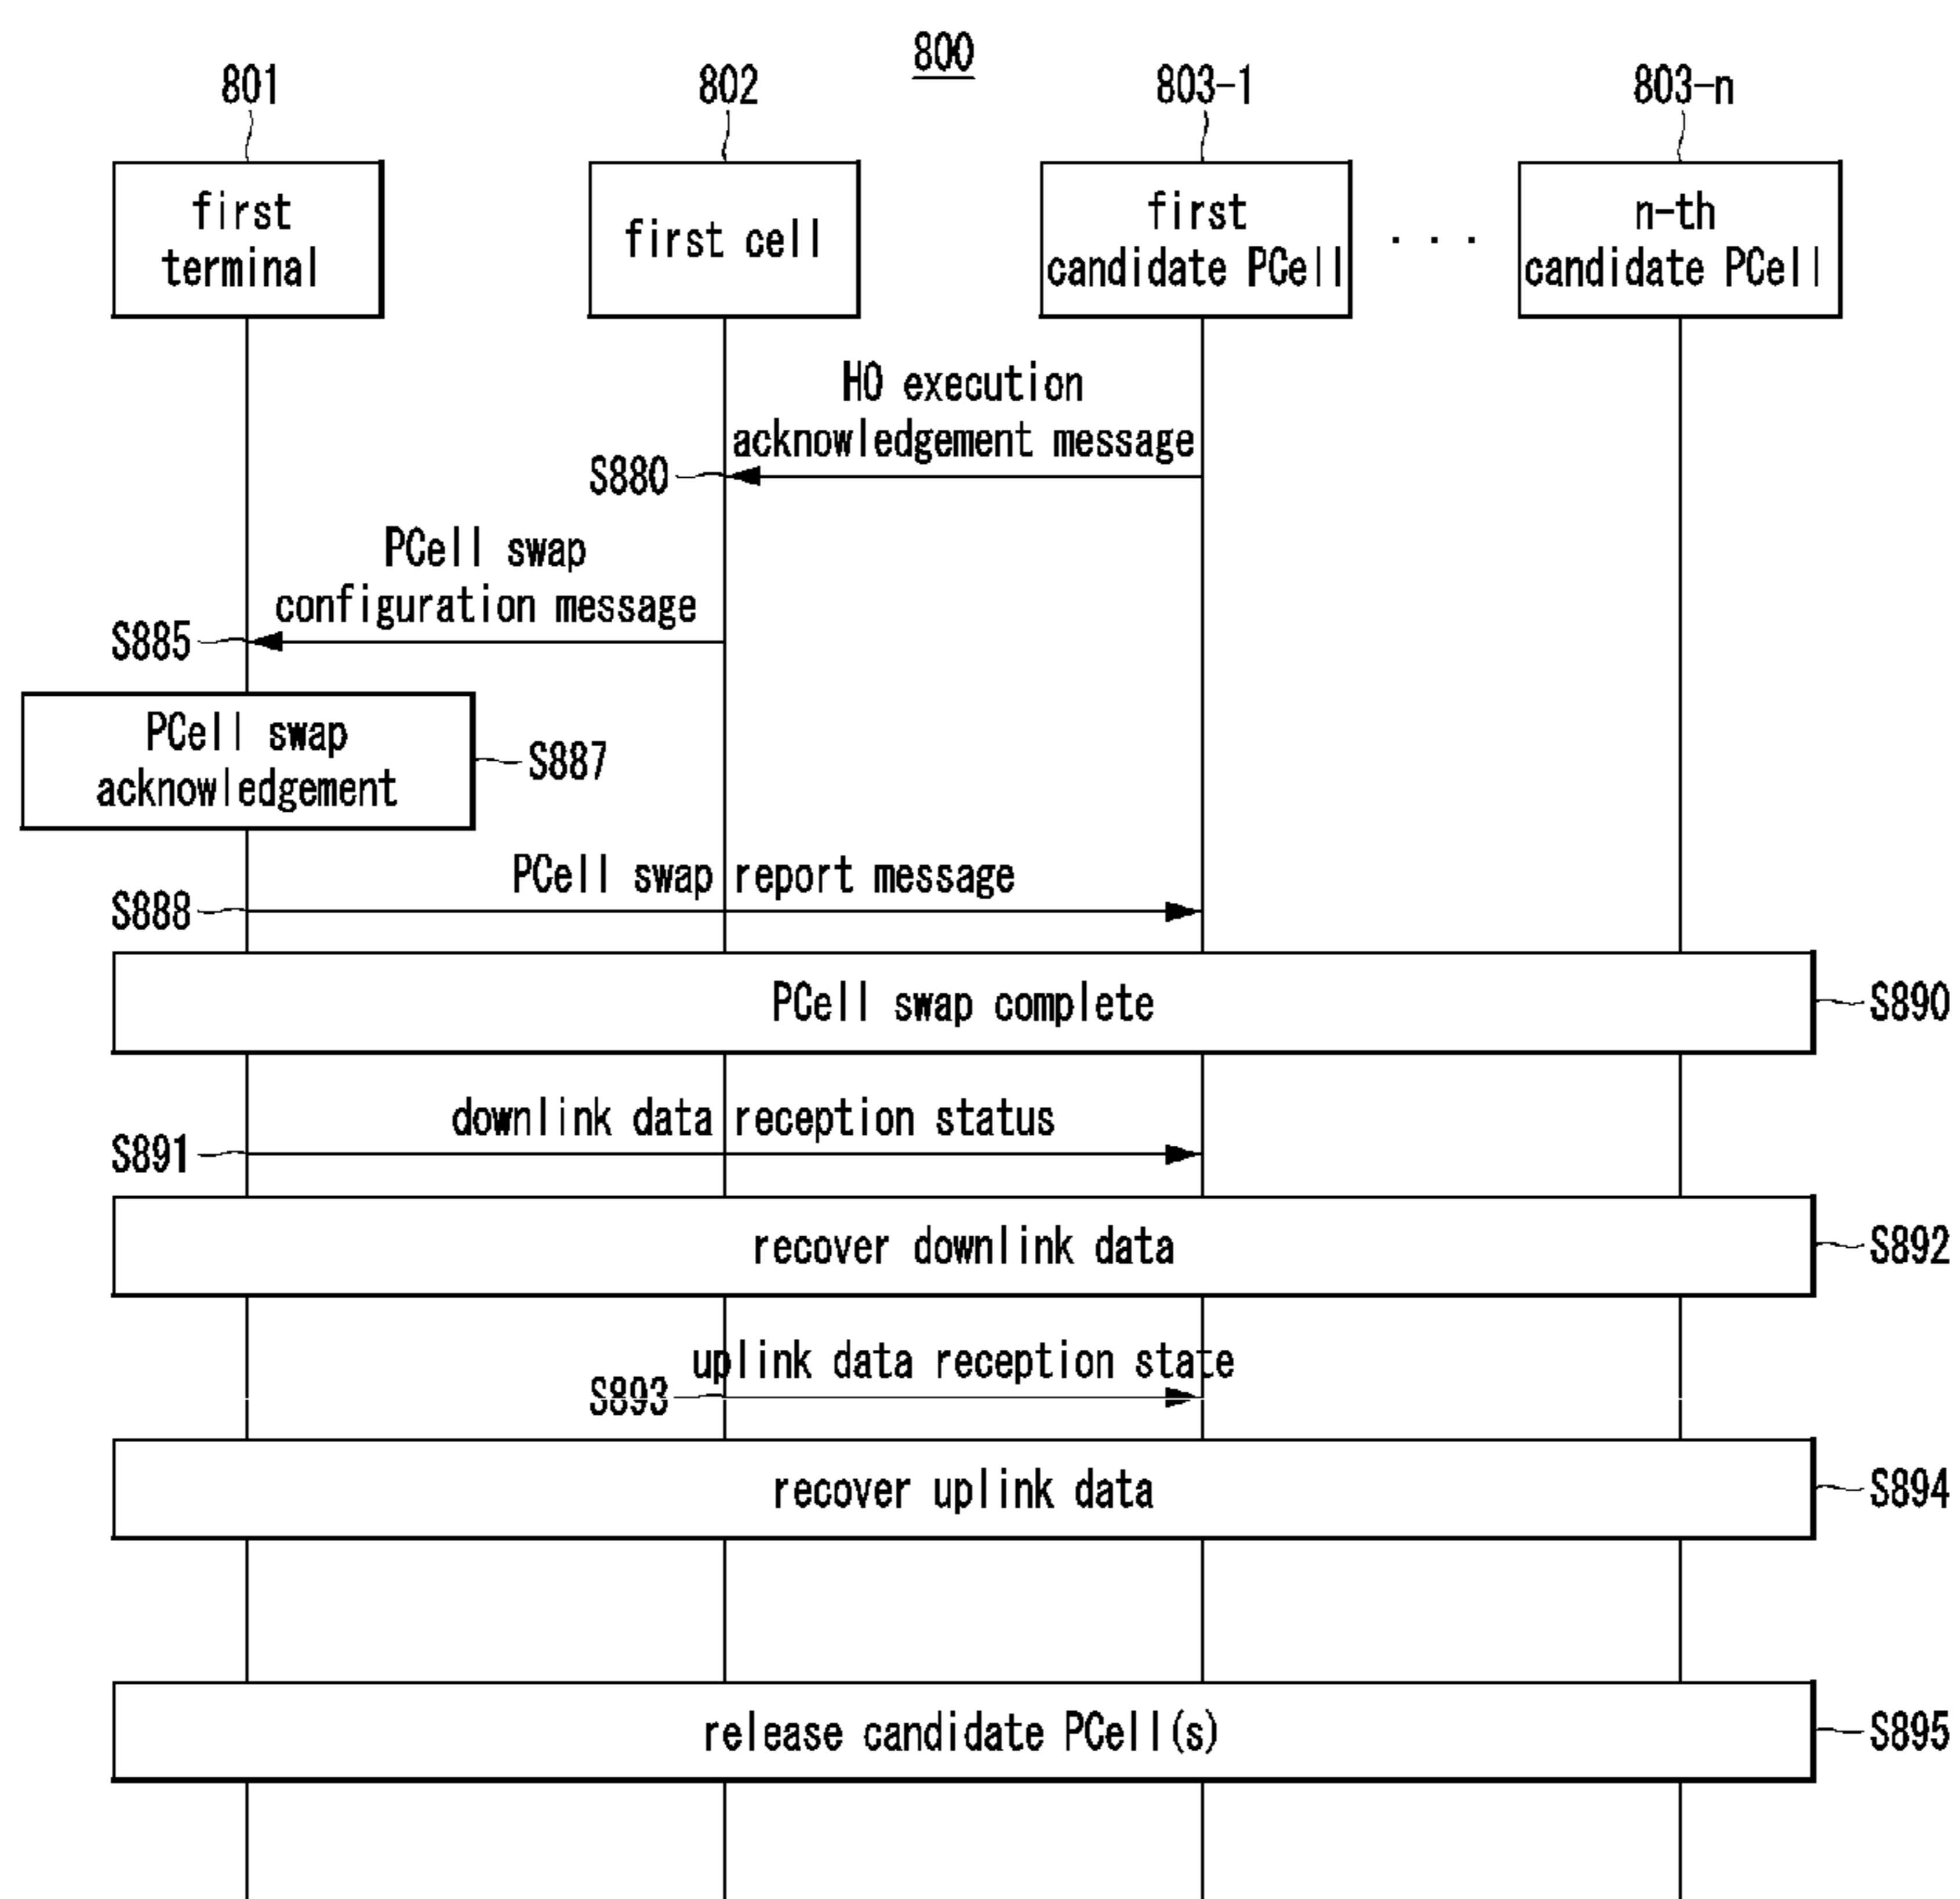 800
801
802
803-1
803-n
first
terminal
first cell
first
candidate PCell
. . .
n-th
candidate PCell
HO execution
acknowledgement message
S880
PCell swap
configuration message
S885
PCell swap
acknowledgement
S887
PCell swap report message
S888
PCell swap complete
S890
downlink data reception status
S891
recover downlink data
S892
uplink data reception state
S893
recover uplink data
S894
release candidate PCell(s)
S895